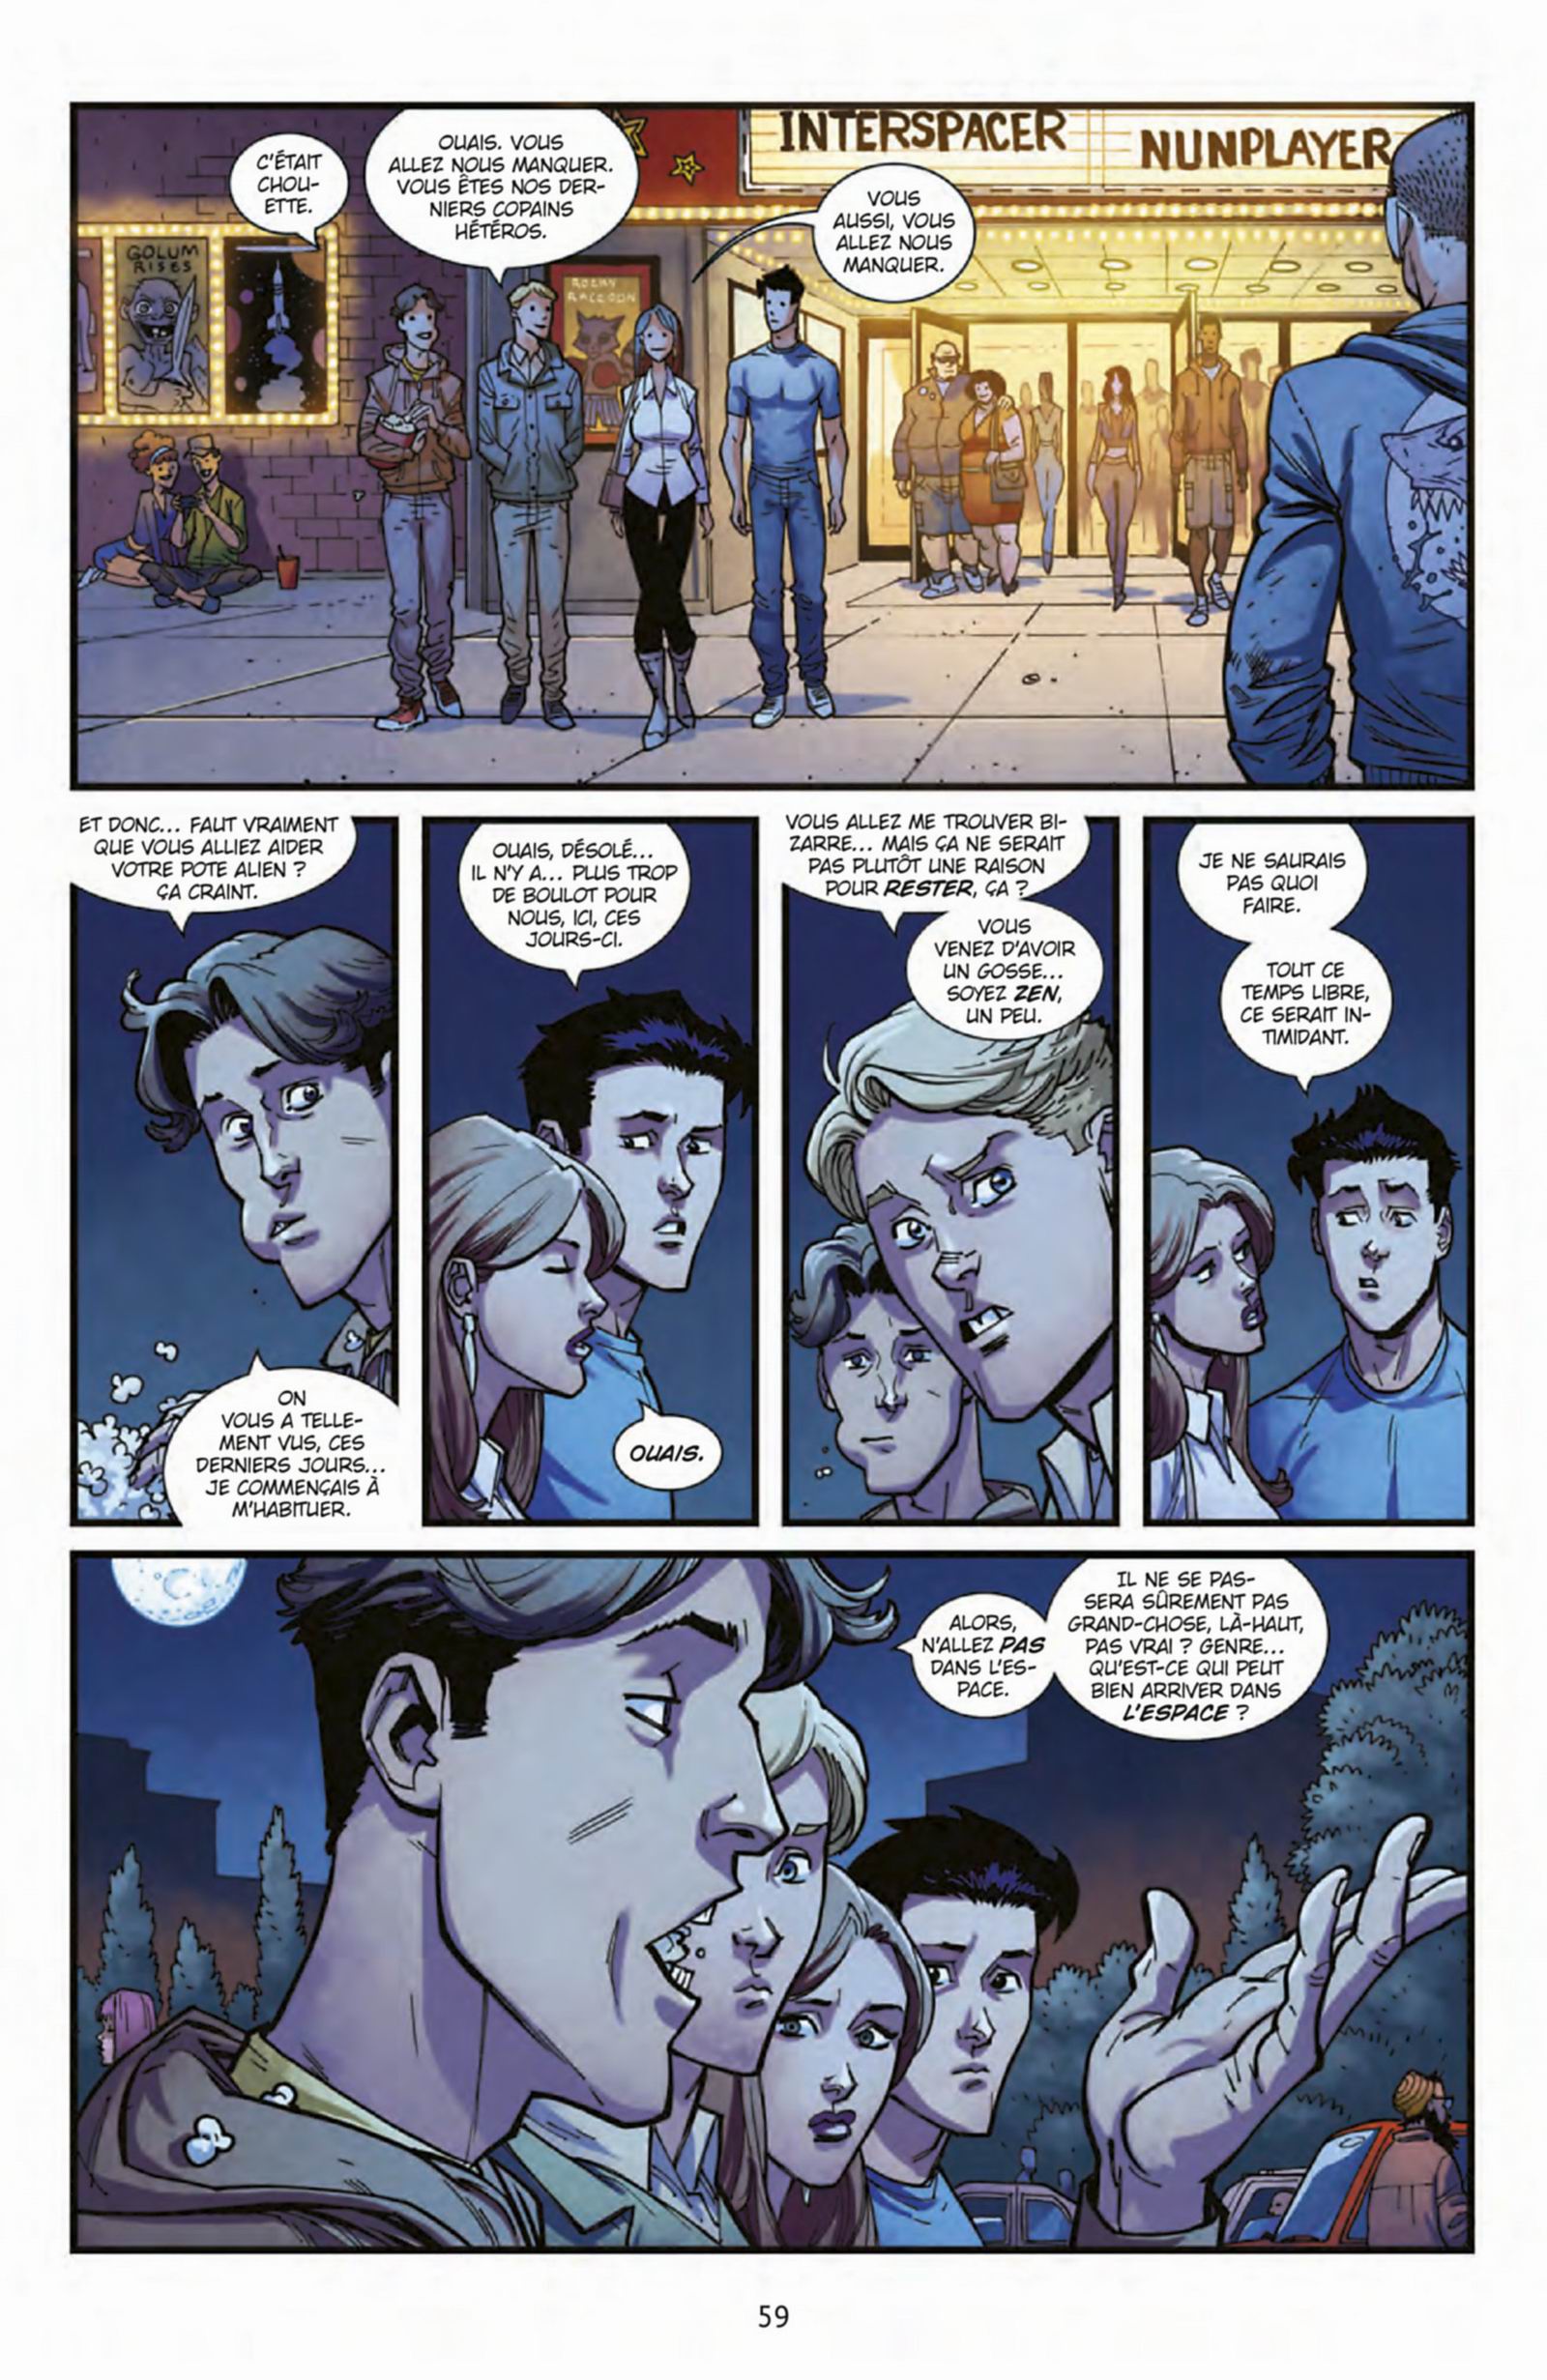 INTERSPACER
NUNPLAYER
GOLUM
RISES
ROCKY
RACCOON
C'ÉTAIT
CHOU-
ETTE.
OUAIS. VOUS
ALLEZ NOUS MANQUER.
VOUS ÊTES NOS DER-
NIERS COPAINS
HÉTÉROS.
VOUS
AUSSI, VOUS
ALLEZ NOUS
MANQUER.
ET DONC... FAUT VRAIMENT
QUE VOUS ALLIEZ AIDER
VOTRE POTE ALIEN ?
ÇA CRAINT.
ON
VOUS A TELLE-
MENT VUS, CES
DERNIERS JOURS...
JE COMMENÇAIS À
M'HABITUER.
OUAIS, DÉSOLÉ...
IL N'Y A... PLUS TROP
DE BOULOT POUR
NOUS, ICI, CES
JOURS-CI.
OUAIS.
VOUS ALLEZ ME TROUVER BI-
ZARRE... MAIS ÇA NE SERAIT
PAS PLUTÔT UNE RAISON
POUR RESTER, ÇA ?
VOUS
VENEZ D'AVOIR
UN GOSSE...
SOYEZ ZEN,
UN PEU.
JE NE SAURAIS
PAS QUOI
FAIRE.
TOUT CE
TEMPS LIBRE,
CE SERAIT IN-
TIMIDANT.
ALORS,
N'ALLEZ PAS
DANS L'ES-
PACE.
IL NE SE PAS-
SERA SÛREMENT PAS
GRAND-CHOSE, LÀ-HAUT,
PAS VRAI ? GENRE...
QU'EST-CE QUI PEUT
BIEN ARRIVER DANS
L'ESPACE ?
59